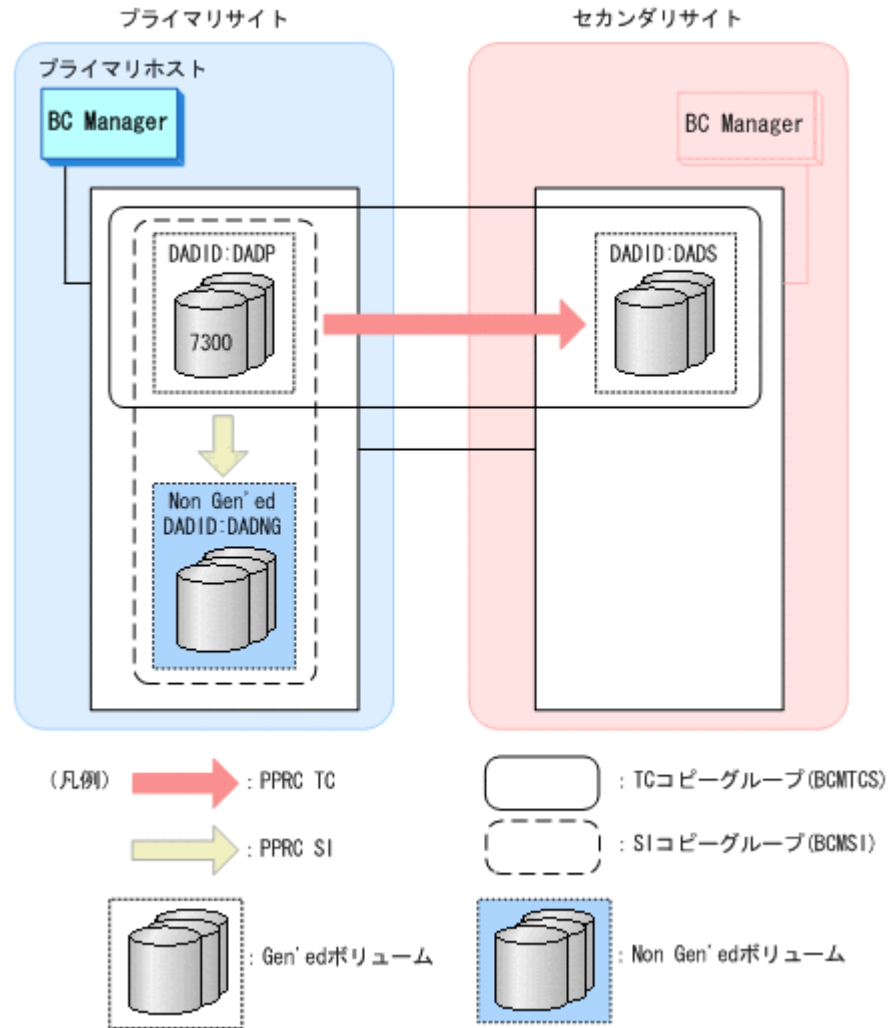 プライマリサイト
セカンダリサイト
プライマリホスト
BC Manager
BC Manager
DADID:DADP
7300
DADID:DADS
Non Gen'ed
DADID:DADNG
(凡例)
: PPRC TC
: TCコピーグループ(BCMTCS)
: PPRC SI
: SIコピーグループ(BCMSI)
: Gen'edボリューム
: Non Gen'edボリューム